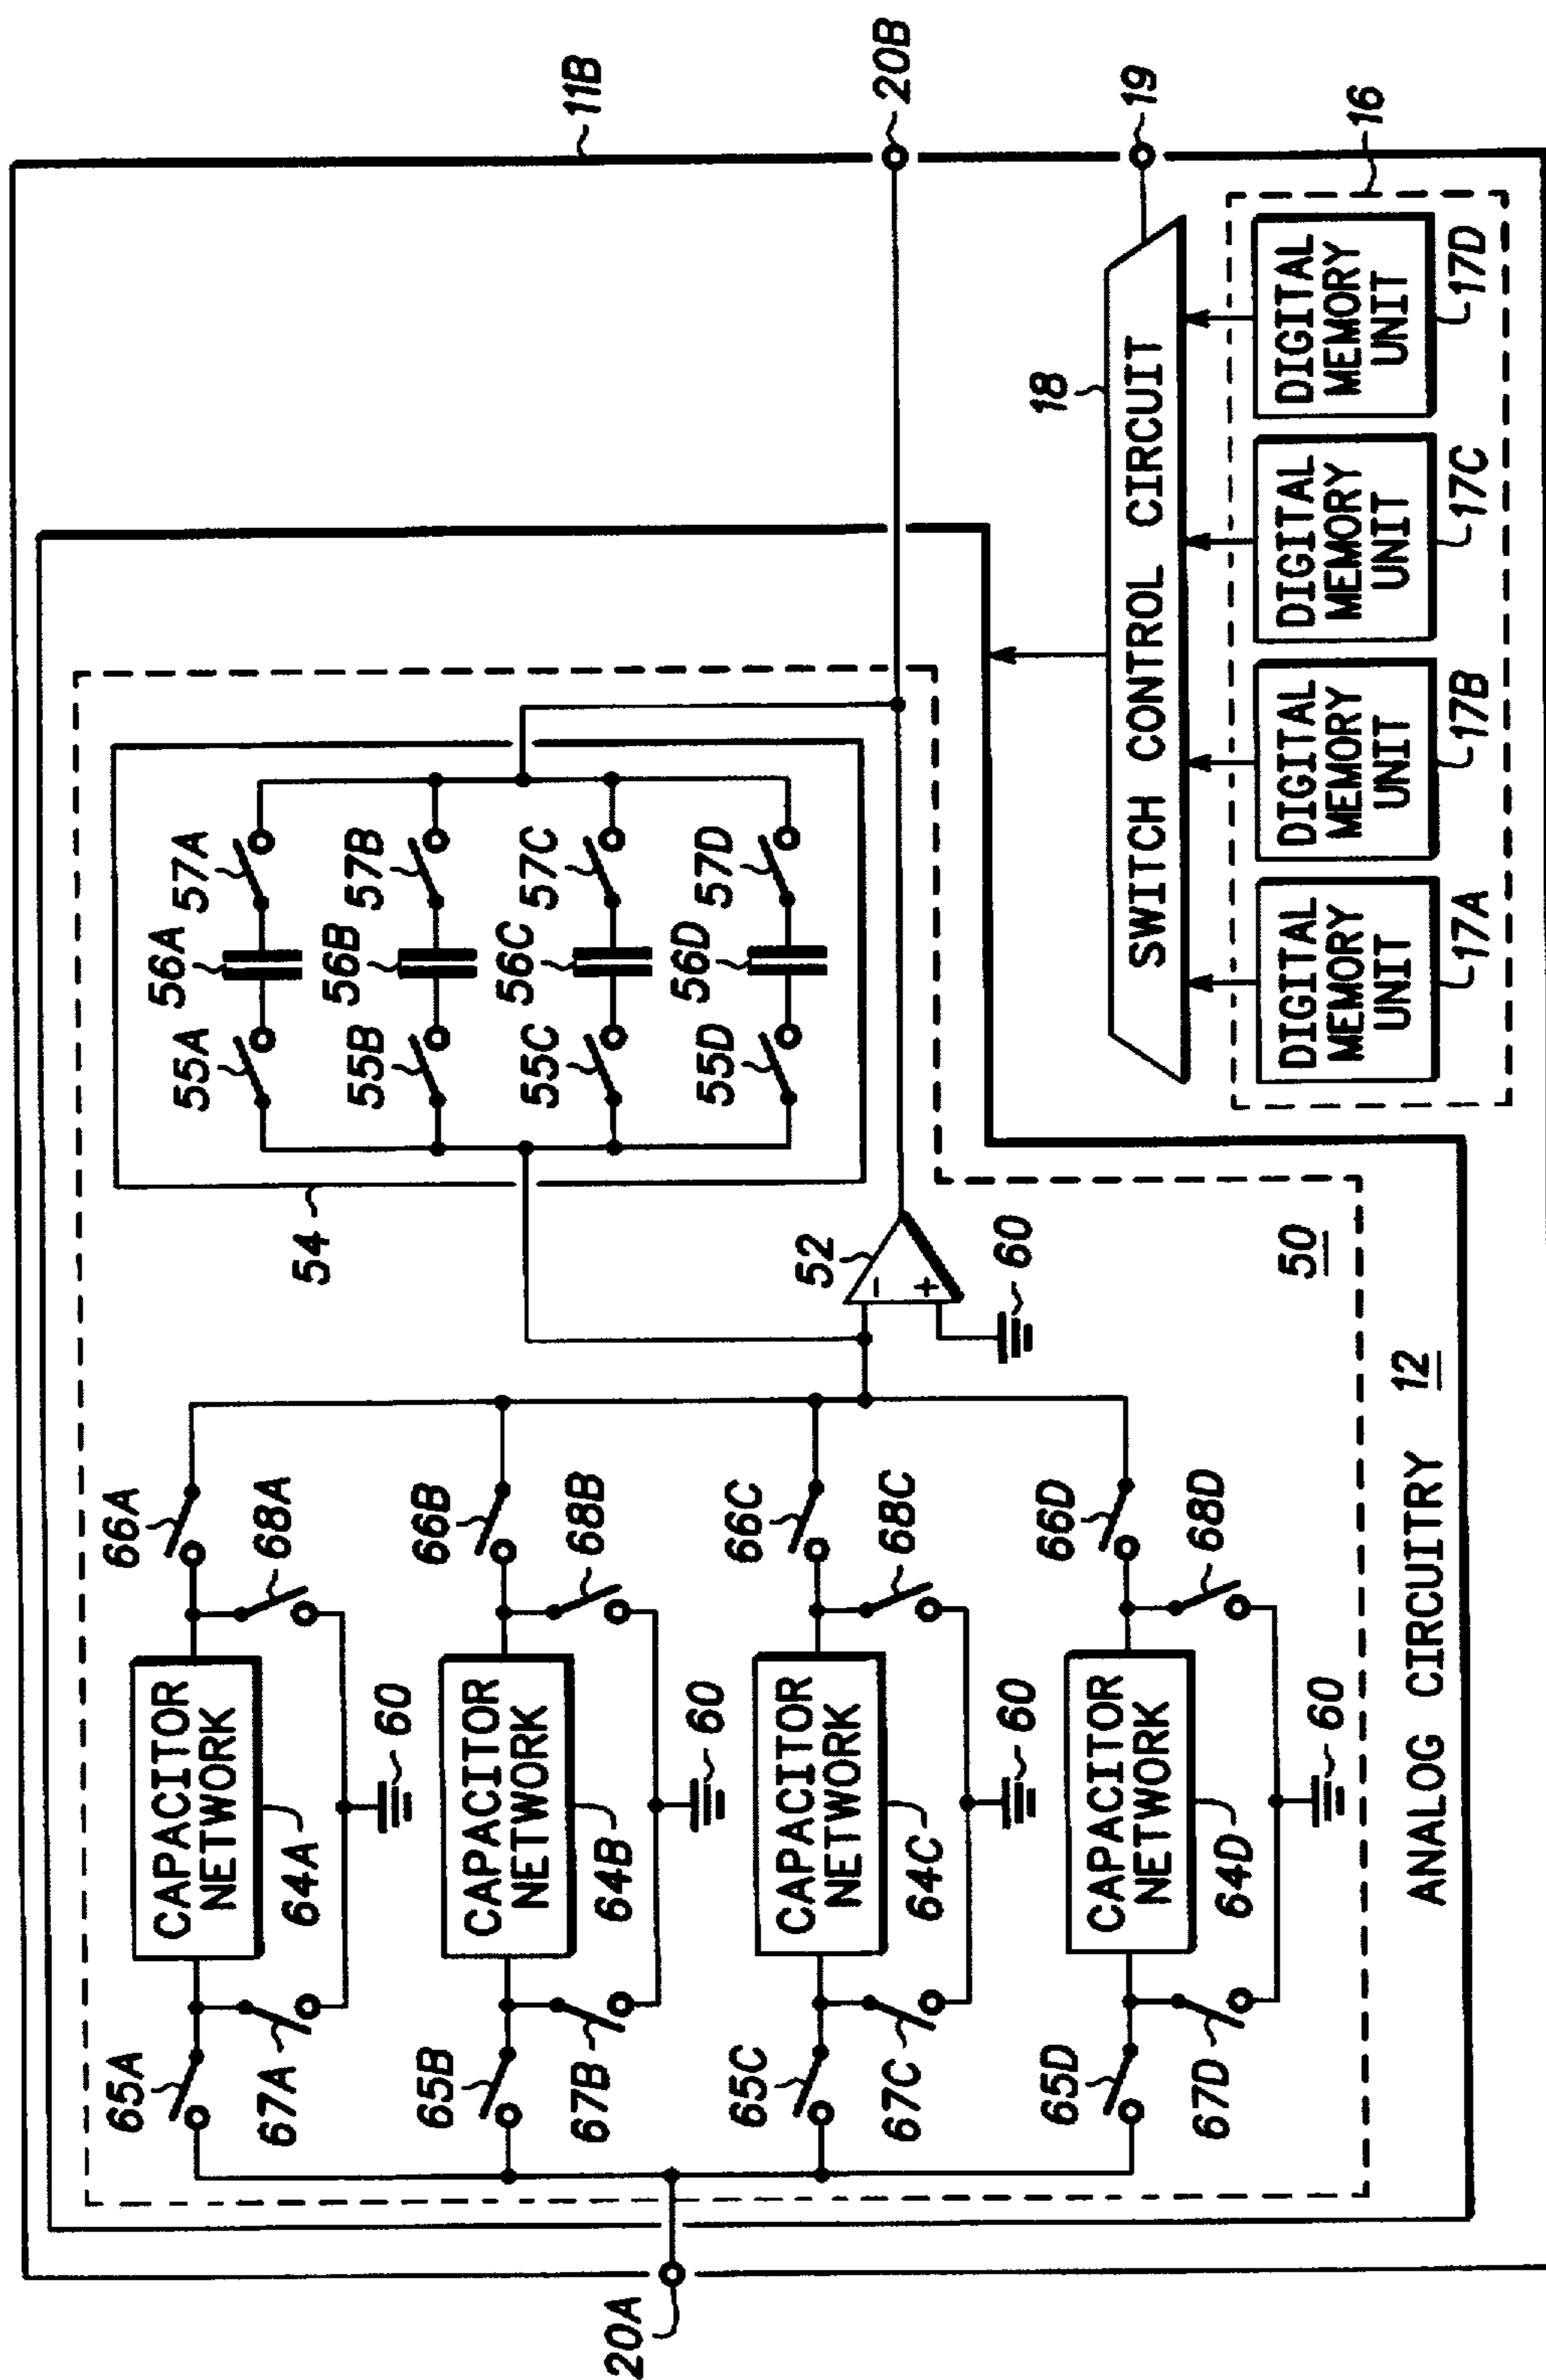 11B
20B
19
16
54
55A
56A
57A
55B
56B
57B
55C
56C
57C
55D
56D
57D
65A
CAPACITOR
NETWORK
66A
67A
64A
68A
60
65B
CAPACITOR
NETWORK
66B
67B
64B
68B
60
65C
CAPACITOR
NETWORK
66C
67C
64C
68C
60
65D
CAPACITOR
NETWORK
66D
67D
64D
68D
60
20A
52
−
+
60
50
ANALOG CIRCUITRY 12
18
SWITCH CONTROL CIRCUIT
DIGITAL
MEMORY
UNIT
17A
DIGITAL
MEMORY
UNIT
17B
DIGITAL
MEMORY
UNIT
17C
DIGITAL
MEMORY
UNIT
17D